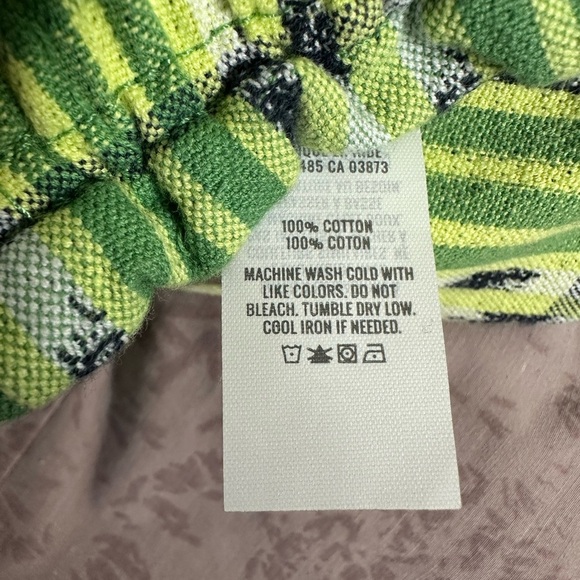 485 CA 03873
100% COTTON
100% COTON
MACHINE WASH COLD WITH
LIKE COLORS. DO NOT
BLEACH. TUMBLE DRY LOW.
COOL IRON IF NEEDED.